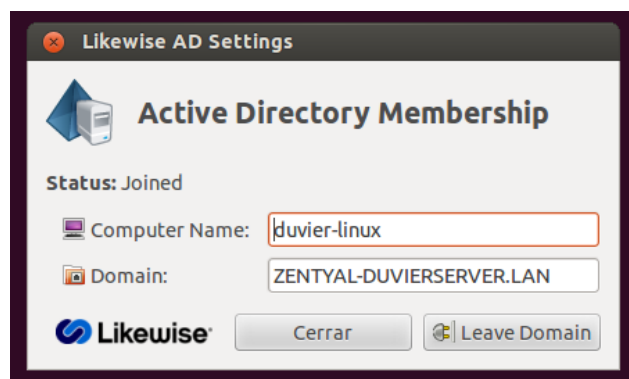 Likewise AD Settings
Active Directory Membership
Status: Joined
Computer Name: duvier-linux
Domain: ZENTYAL-DUVIERSERVER.LAN
Likewise Cerrar Leave Domain